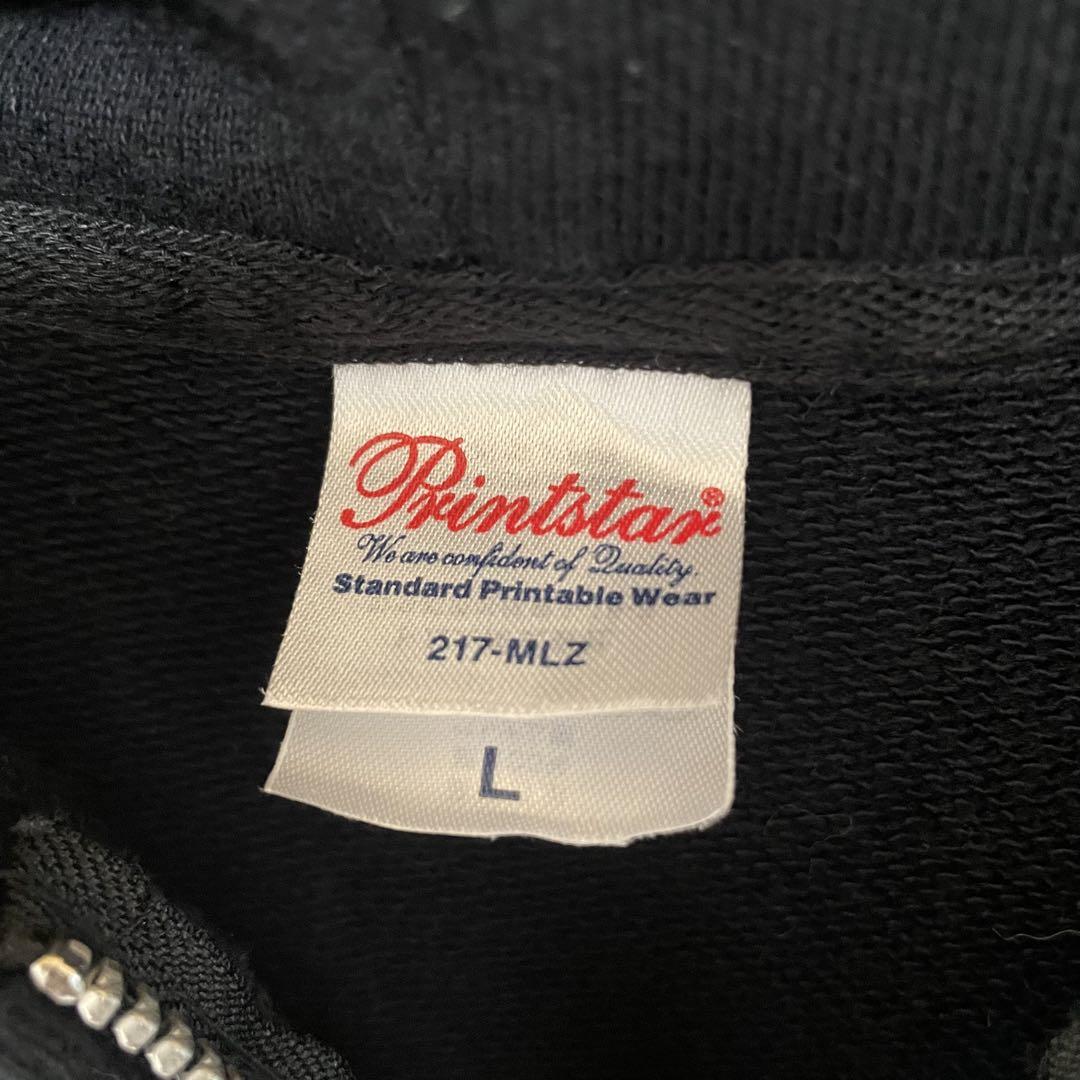 Printstar®
We are confident of Quality.
Standard Printable Wear
217-MLZ
L